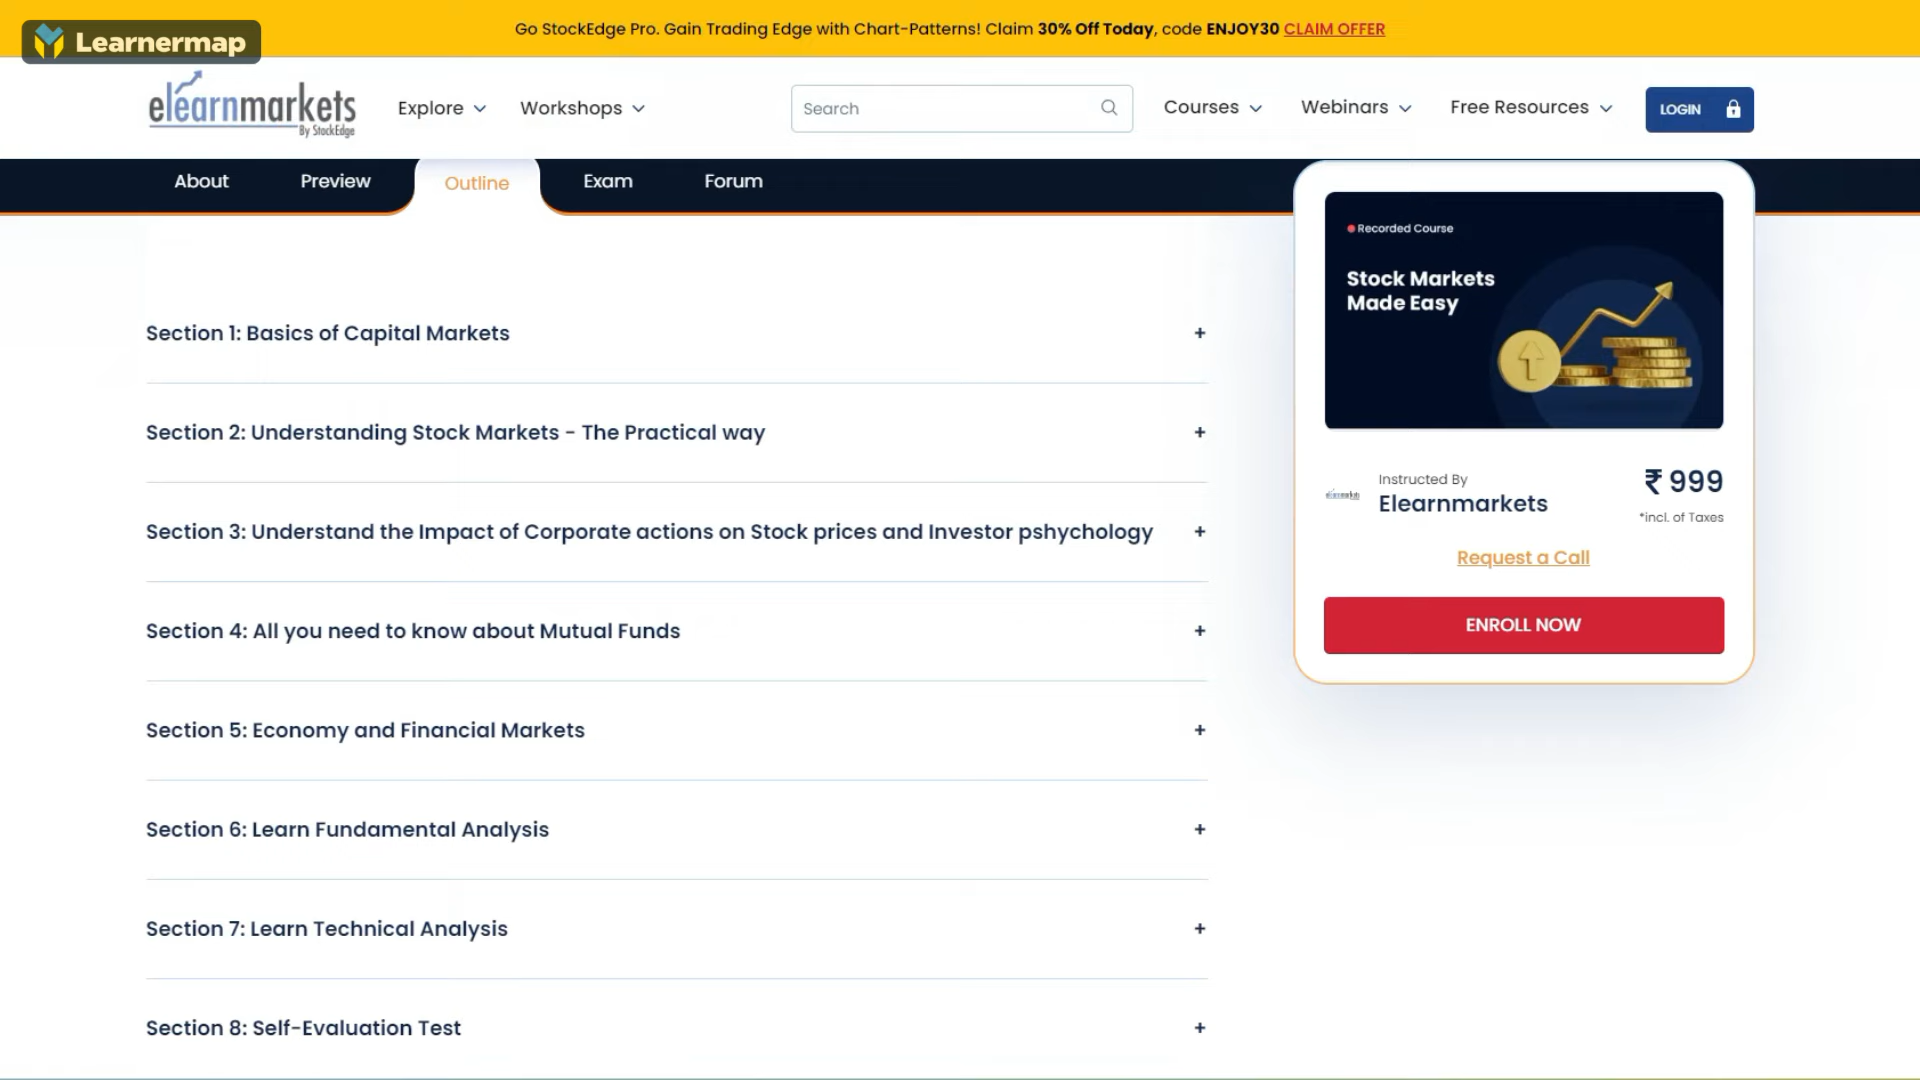 Go StockEdge Pro. Gain Trading Edge with Chart-Patterns! Claim 30% Off Today, code ENJOY30 CLAIM OFFER
Learnermap
elearnmarkets
By StockEdge
Explore
Workshops
Search
Courses
Webinars
Free Resources
LOGIN
About
Preview
Outline
Exam
Forum
Section 1: Basics of Capital Markets +
Section 2: Understanding Stock Markets - The Practical way +
Section 3: Understand the Impact of Corporate actions on Stock prices and Investor pshychology +
Section 4: All you need to know about Mutual Funds +
Section 5: Economy and Financial Markets +
Section 6: Learn Fundamental Analysis +
Section 7: Learn Technical Analysis +
Section 8: Self-Evaluation Test +
Recorded Course
Stock Markets
Made Easy
elearnmarkets
Instructed By
Elearnmarkets
₹ 999
*incl. of Taxes
Request a Call
ENROLL NOW